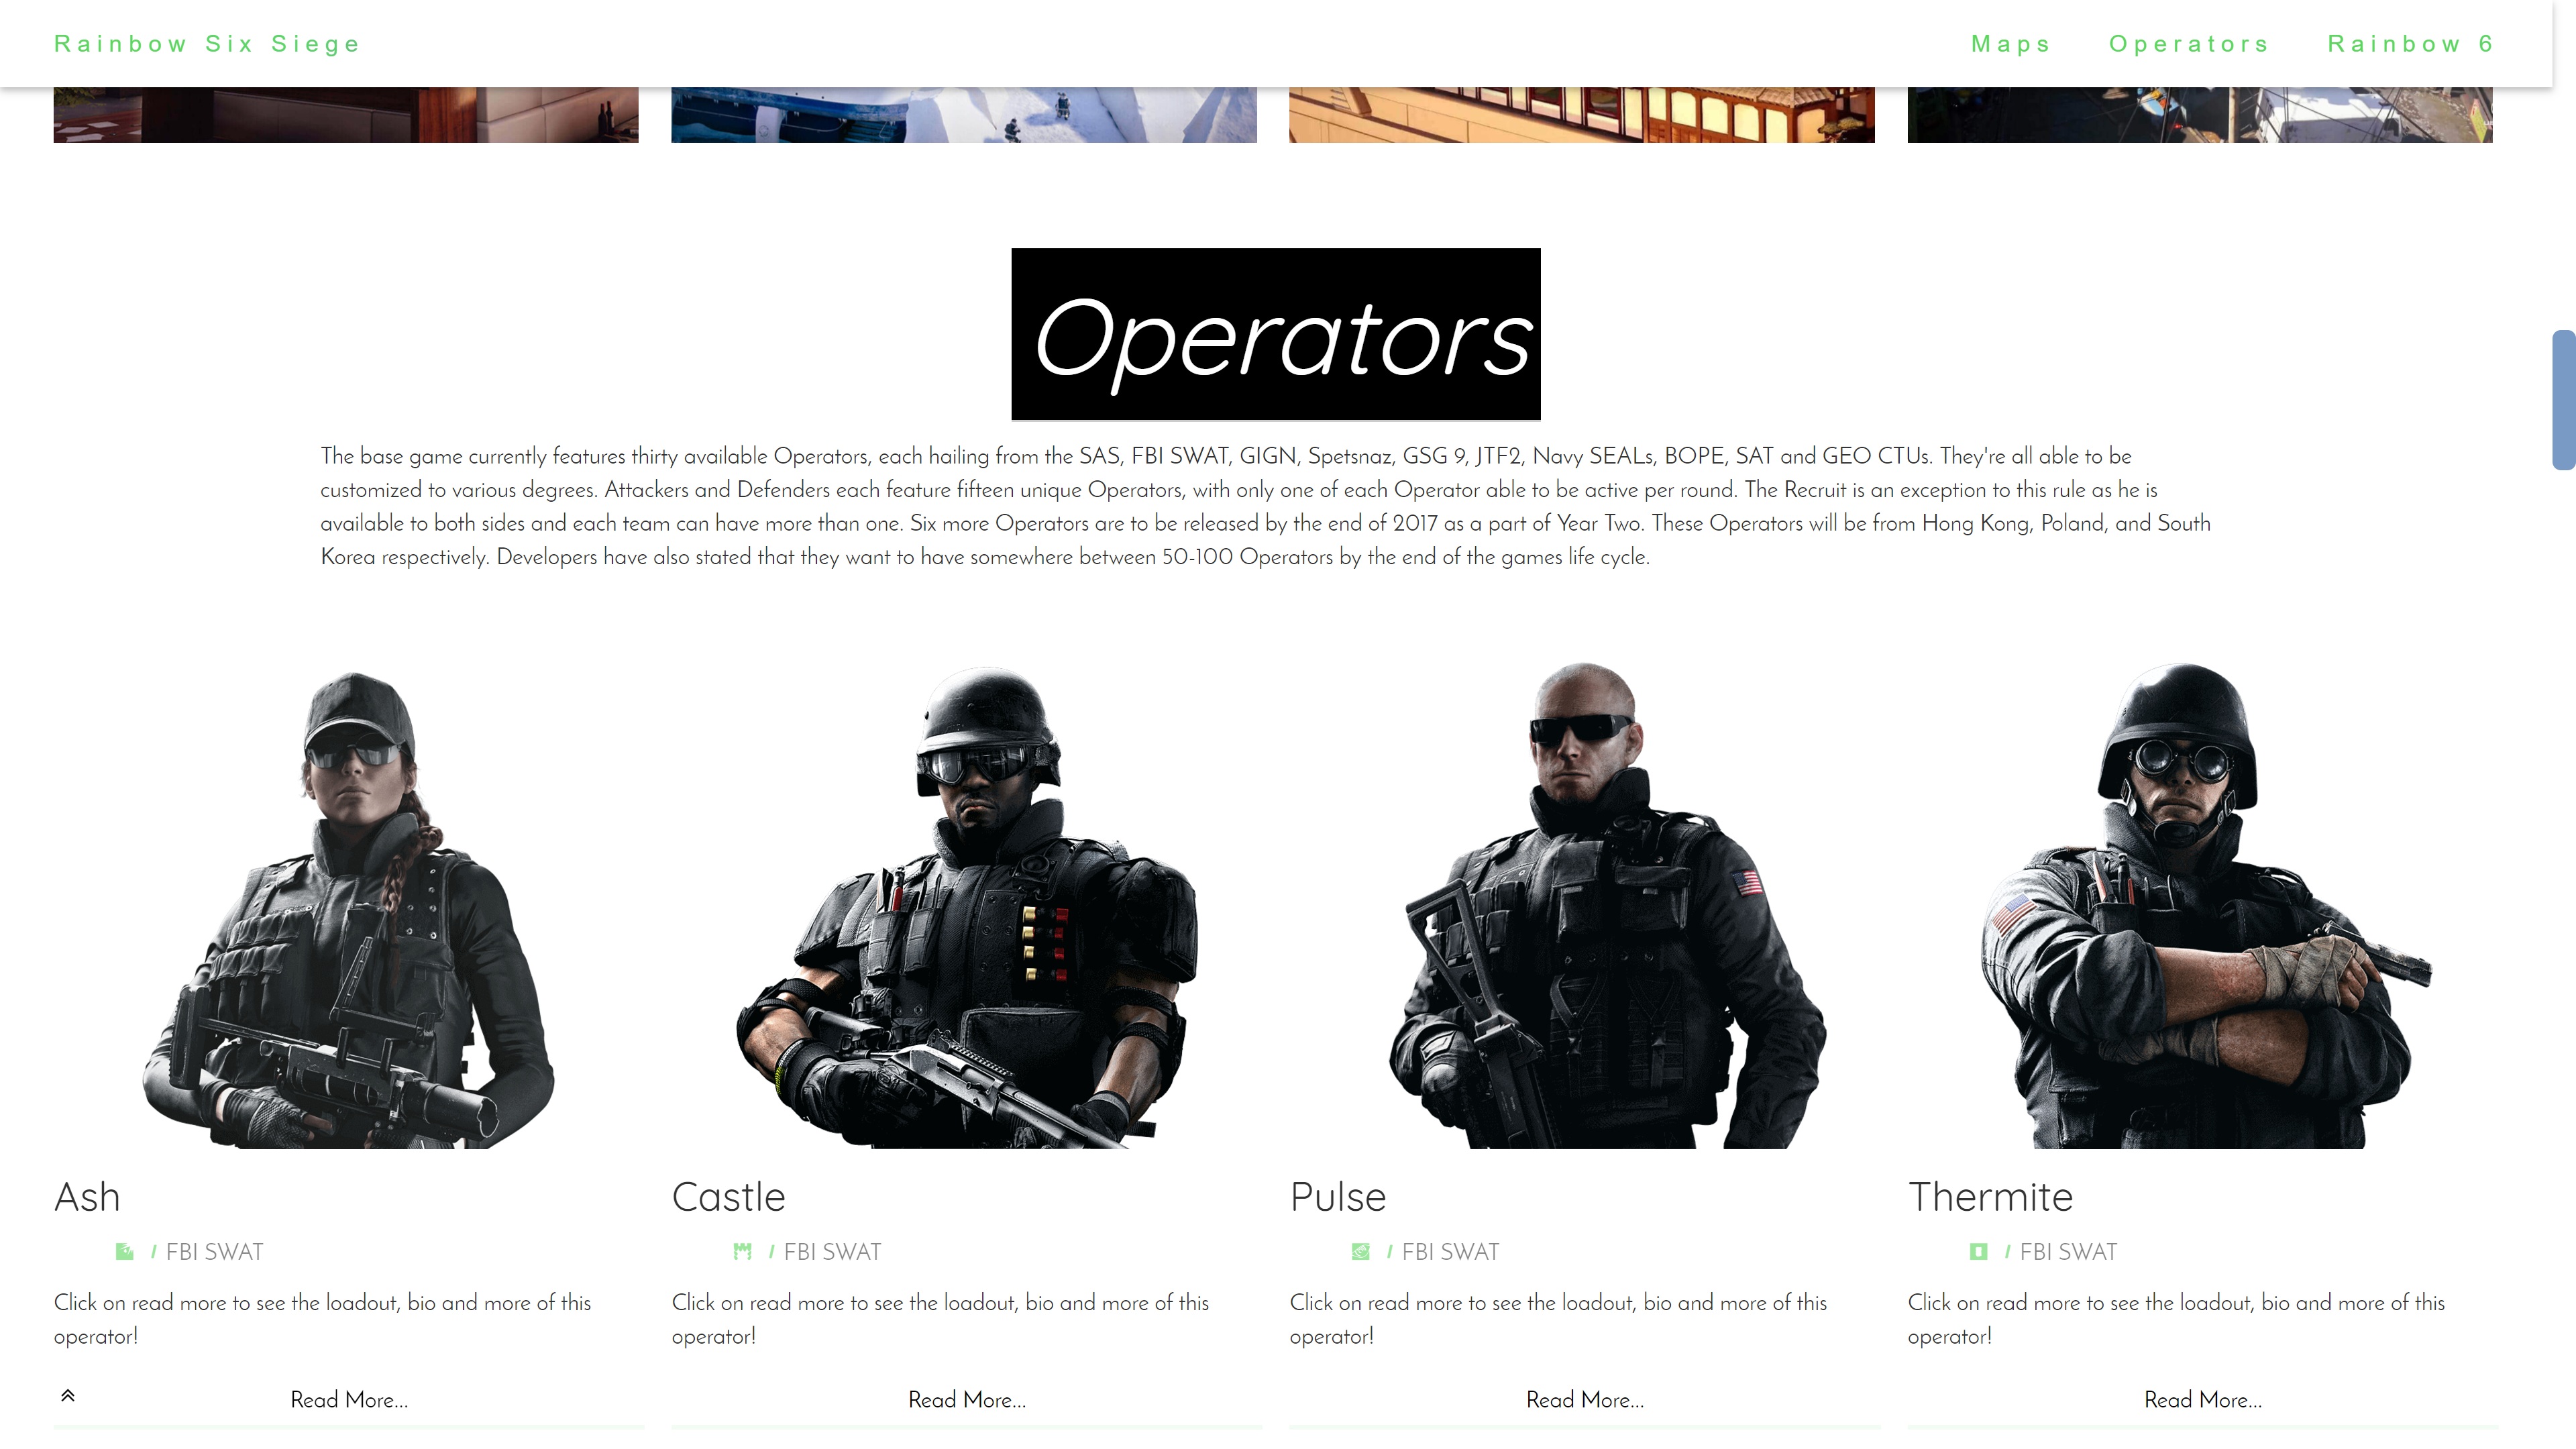 Rainbow Six Siege Maps Operators Rainbow 6
Operators
The base game currently features thirty available Operators, each hailing from the SAS, FBI SWAT, GIGN, Spetsnaz, GSG 9, JTF2, Navy SEALs, BOPE, SAT and GEO CTUs. They're all able to be
customized to various degrees. Attackers and Defenders each feature fifteen unique Operators, with only one of each Operator able to be active per round. The Recruit is an exception to this rule as he is
available to both sides and each team can have more than one. Six more Operators are to be released by the end of 2017 as a part of Year Two. These Operators will be from Hong Kong, Poland, and South
Korea respectively. Developers have also stated that they want to have somewhere between 50-100 Operators by the end of the games life cycle.
Ash
/ FBI SWAT
Click on read more to see the loadout, bio and more of this
operator!
Read More...
Castle
/ FBI SWAT
Click on read more to see the loadout, bio and more of this
operator!
Read More...
Pulse
/ FBI SWAT
Click on read more to see the loadout, bio and more of this
operator!
Read More...
Thermite
/ FBI SWAT
Click on read more to see the loadout, bio and more of this
operator!
Read More...